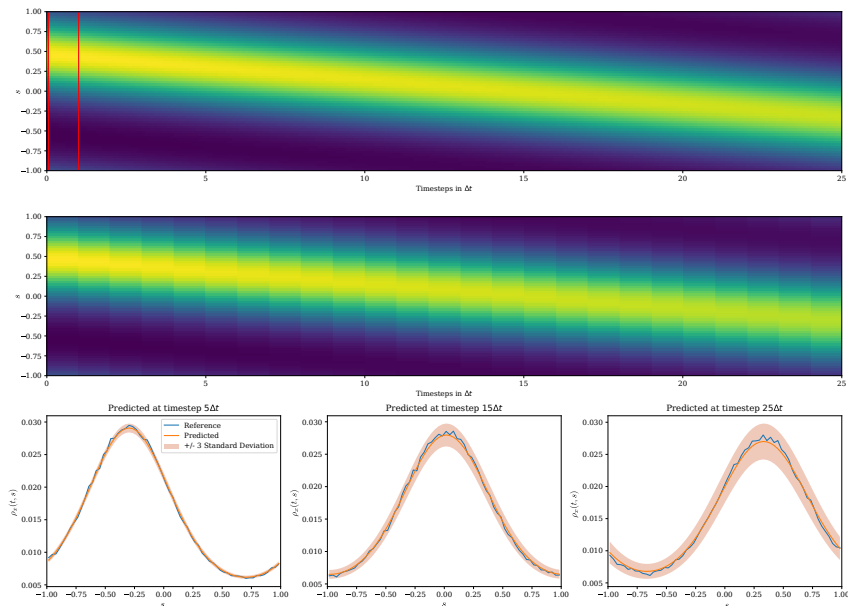 1.00
0.75
0.50
0.25
0.00
−0.25
−0.50
−0.75
−1.00
s
0 5 10 15 20 25
Timesteps in Δt
1.00
0.75
0.50
0.25
0.00
−0.25
−0.50
−0.75
−1.00
s
0 5 10 15 20 25
Timesteps in Δt
Predicted at timestep 5Δt
0.030
0.025
0.020
0.015
0.010
0.005
Reference
Predicted
+/- 3 Standard Deviation
ρₓ(t, s)
−1.00 −0.75 −0.50 −0.25 0.00 0.25 0.50 0.75 1.00
s
Predicted at timestep 15Δt
0.030
0.025
0.020
0.015
0.010
0.005
ρₓ(t, s)
−1.00 −0.75 −0.50 −0.25 0.00 0.25 0.50 0.75 1.00
s
Predicted at timestep 25Δt
0.030
0.025
0.020
0.015
0.010
0.005
ρₓ(t, s)
−1.00 −0.75 −0.50 −0.25 0.00 0.25 0.50 0.75 1.00
s